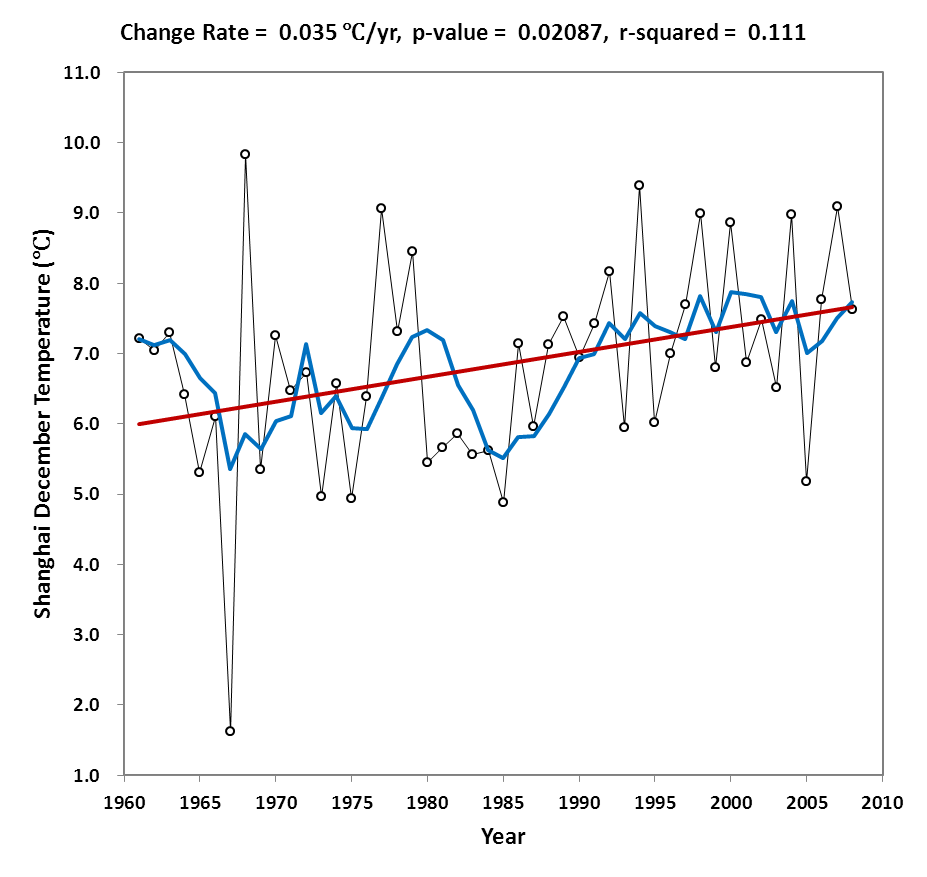 Change Rate = 0.035 ℃/yr, p-value = 0.02087, r-squared = 0.111
11.0
10.0
9.0
8.0
7.0
6.0
5.0
4.0
3.0
2.0
1.0
Shanghai December Temperature (℃)
1960 1965 1970 1975 1980 1985 1990 1995 2000 2005 2010
Year